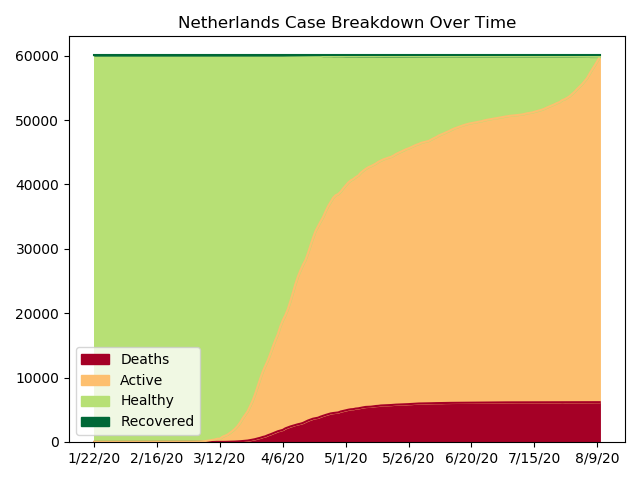 Netherlands Case Breakdown Over Time
60000
50000
40000
30000
20000
10000
0
Deaths
Active
Healthy
Recovered
1/22/20 2/16/20 3/12/20 4/6/20 5/1/20 5/26/20 6/20/20 7/15/20 8/9/20